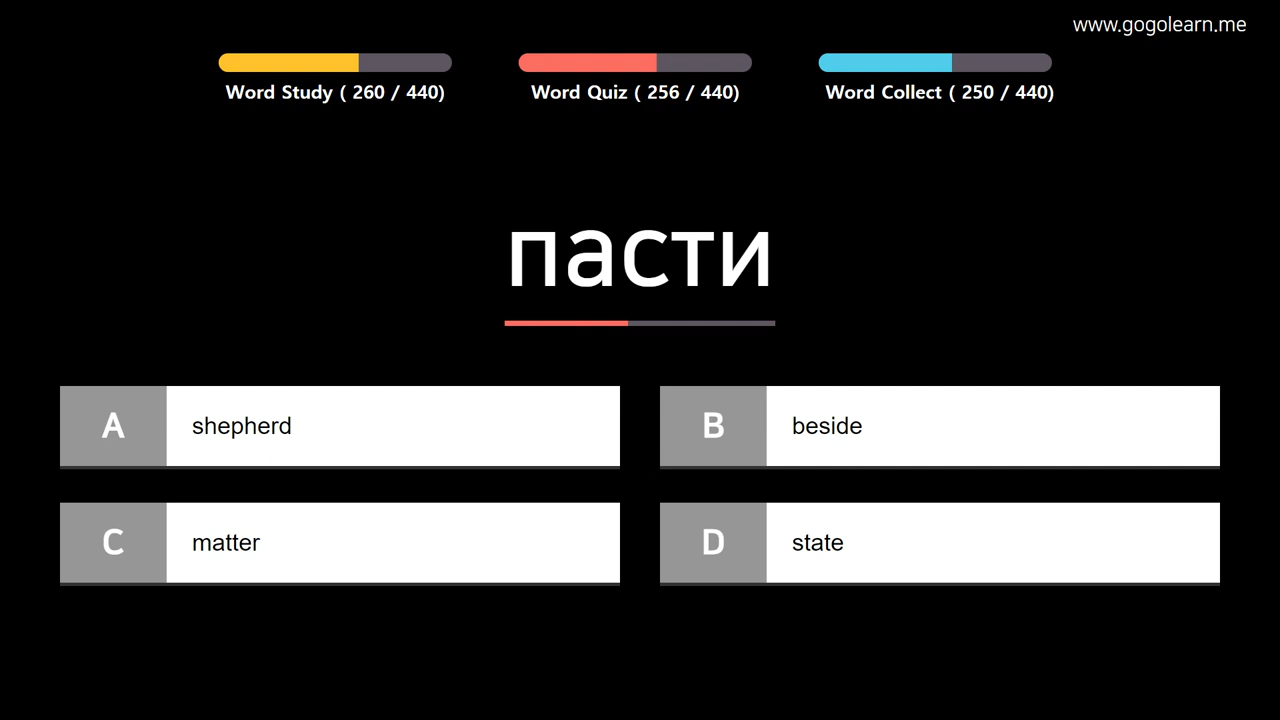 www.gogolearn.me
Word Study ( 260 / 440)
Word Quiz ( 256 / 440)
Word Collect ( 250 / 440)
пасти
A shepherd
B beside
C matter
D state